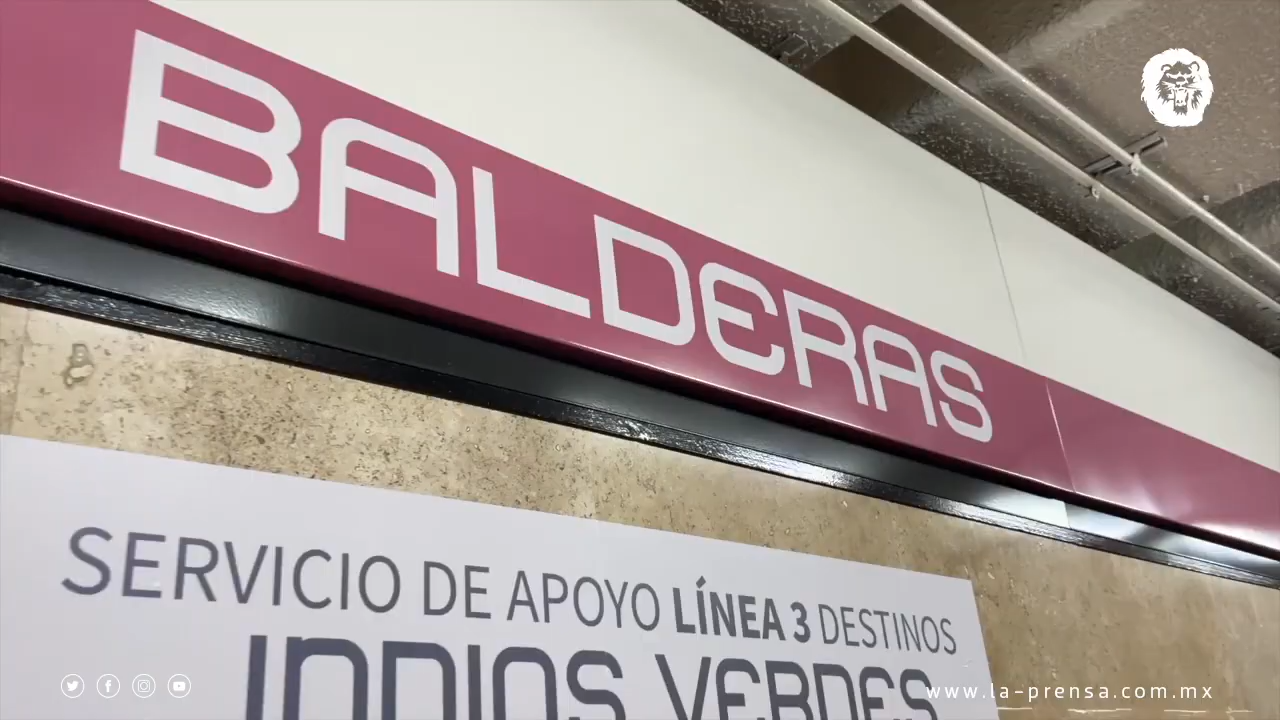 BALDERAS
SERVICIO DE APOYO LÍNEA 3 DESTINOS
INDIOS VERDES
www.la-prensa.com.mx